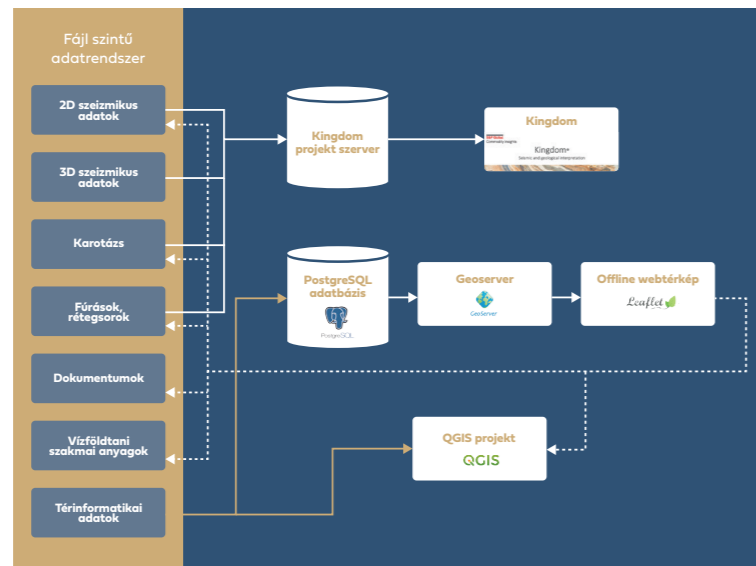 Fájl szintű
adatrendszer
2D szeizmikus
adatok
3D szeizmikus
adatok
Karotázs
Fúrások,
rétegsorok
Dokumentumok
Vízföldtani
szakmai anyagok
Térinformatikai
adatok
Kingdom
projekt szerver
Kingdom
Kingdom
Seismic and geological interpretation
PostgreSQL
adatbázis
PostgreSQL
Geoserver
GeoServer
Offline webtérkép
Leaflet
QGIS projekt
QGIS